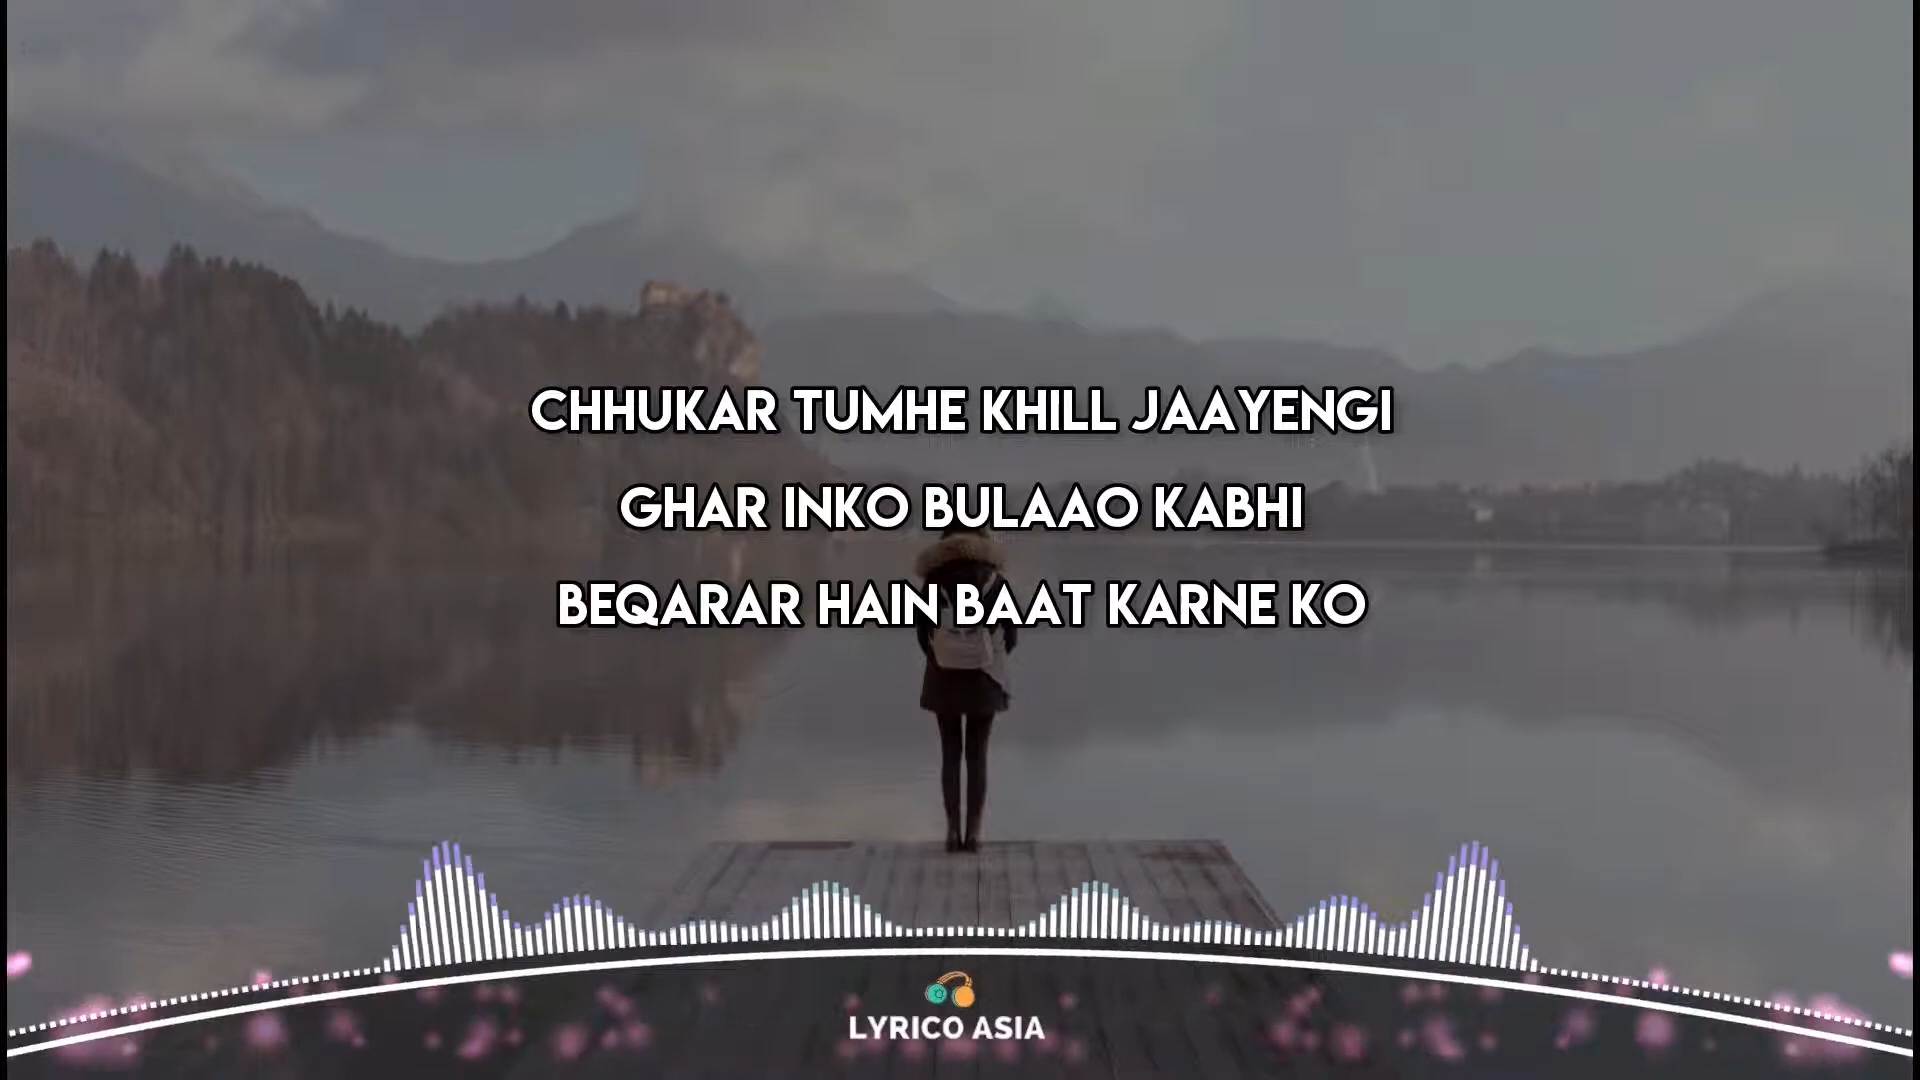 CHHUKAR TUMHE KHILL JAAYENGI
GHAR INKO BULAAO KABHI
BEQARAR HAIN BAAT KARNE KO
LYRICO ASIA